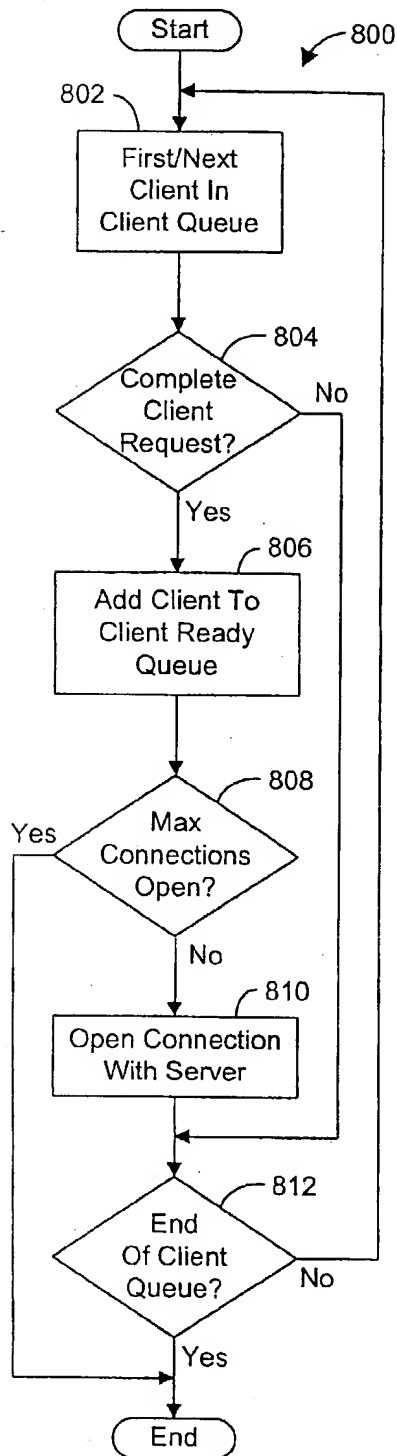 Start
800
802
First/Next
Client In
Client Queue
804
Complete
Client
Request?
No
Yes
806
Add Client To
Client Ready
Queue
808
Yes
Max
Connections
Open?
No
810
Open Connection
With Server
812
End
Of Client
Queue?
No
Yes
End